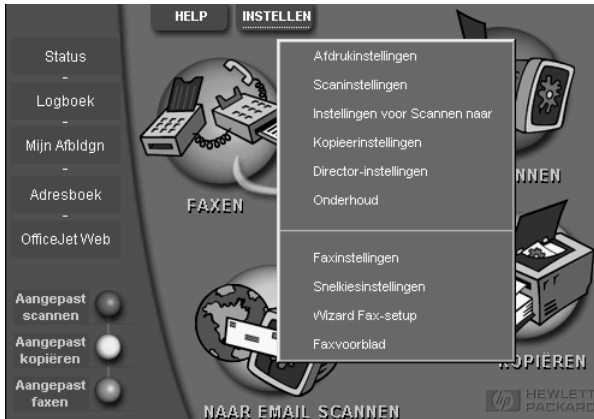 HELP
INSTELLEN
Status
Logboek
Mijn Afbldgn
Adresboek
OfficeJet Web
Aangepast
scannen
Aangepast
kopiëren
Aangepast
faxen
Afdrukinstellingen
Scaninstellingen
Instellingen voor Scannen naar
Kopieerinstellingen
Director-instellingen
Onderhoud
Faxinstellingen
Snelkiesinstellingen
Wizard Fax-setup
Faxvoorblad
FAXEN
NNEN
NAAR EMAIL SCANNEN
KOPIËREN
hp HEWLETT
PACKARD